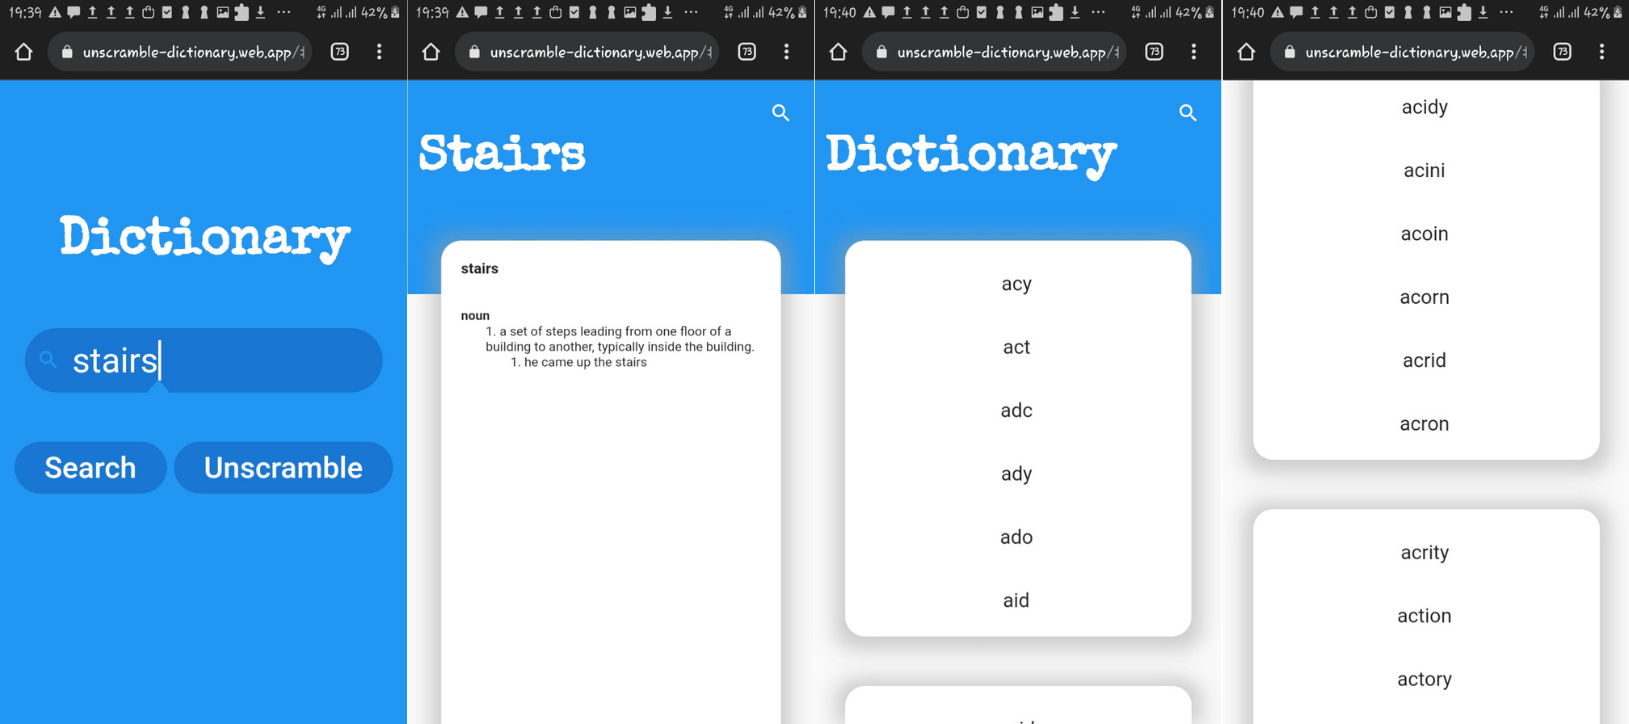 19:39
4G
42%
unscramble-dictionary.web.app/
73
Dictionary
stairs
Search
Unscramble
19:39
4G
42%
unscramble-dictionary.web.app/
73
Stairs
stairs
noun
1. a set of steps leading from one floor of a
building to another, typically inside the building.
1. he came up the stairs
19:40
4G
42%
unscramble-dictionary.web.app/
73
Dictionary
acy
act
adc
ady
ado
aid
19:40
4G
42%
unscramble-dictionary.web.app/
73
acidy
acini
acoin
acorn
acrid
acron
acrity
action
actory